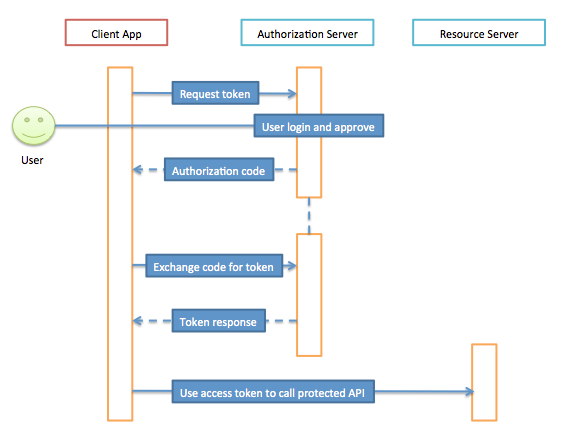 Client App
Authorization Server
Resource Server
Request token
User login and approve
User
Authorization code
Exchange code for token
Token response
Use access token to call protected API